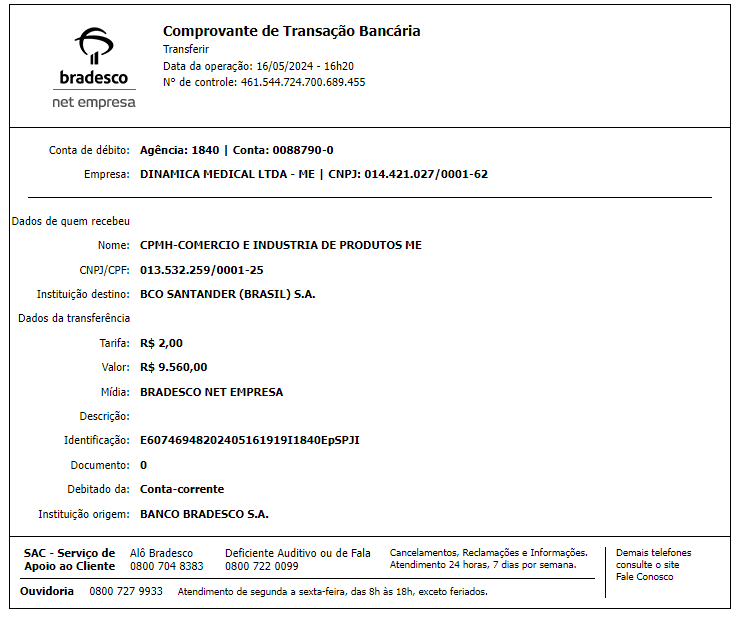 bradesco
net empresa
Comprovante de Transação Bancária
Transferir
Data da operação: 16/05/2024 - 16h20
N° de controle: 461.544.724.700.689.455
Conta de débito: Agência: 1840 | Conta: 0088790-0
Empresa: DINAMICA MEDICAL LTDA - ME | CNPJ: 014.421.027/0001-62
Dados de quem recebeu
Nome: CPMH-COMERCIO E INDUSTRIA DE PRODUTOS ME
CNPJ/CPF: 013.532.259/0001-25
Instituição destino: BCO SANTANDER (BRASIL) S.A.
Dados da transferência
Tarifa: R$ 2,00
Valor: R$ 9.560,00
Mídia: BRADESCO NET EMPRESA
Descrição:
Identificação: E60746948202405161919I1840EpSPJI
Documento: 0
Debitado da: Conta-corrente
Instituição origem: BANCO BRADESCO S.A.
SAC - Serviço de Apoio ao Cliente
Alô Bradesco
0800 704 8383
Deficiente Auditivo ou de Fala
0800 722 0099
Cancelamentos, Reclamações e Informações.
Atendimento 24 horas, 7 dias por semana.
Demais telefones
consulte o site
Fale Conosco
Ouvidoria 0800 727 9933 Atendimento de segunda a sexta-feira, das 8h às 18h, exceto feriados.